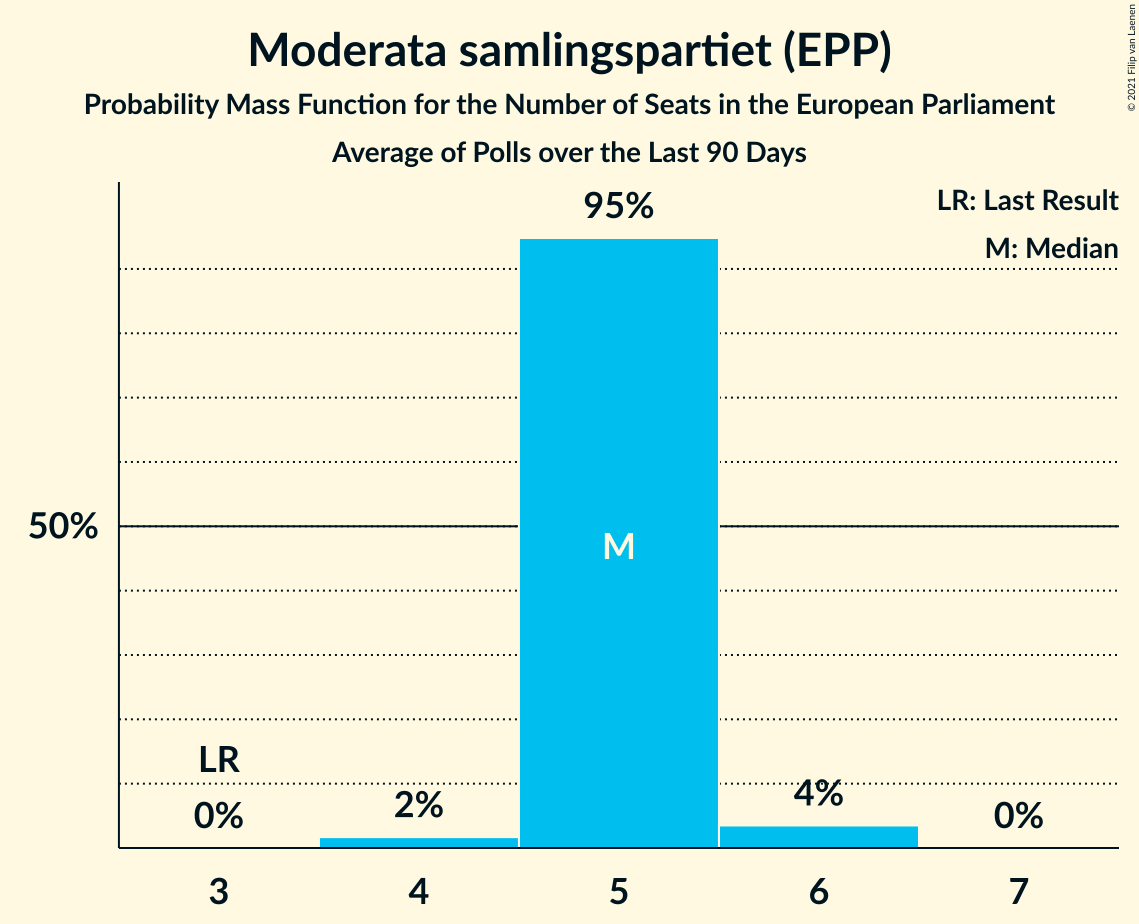 Moderata samlingspartiet (EPP)
Probability Mass Function for the Number of Seats in the European Parliament
Average of Polls over the Last 90 Days
© 2021 Filip van Laenen
LR: Last Result
M: Median
95%
50%
M
LR
0%
2%
4%
0%
3 4 5 6 7